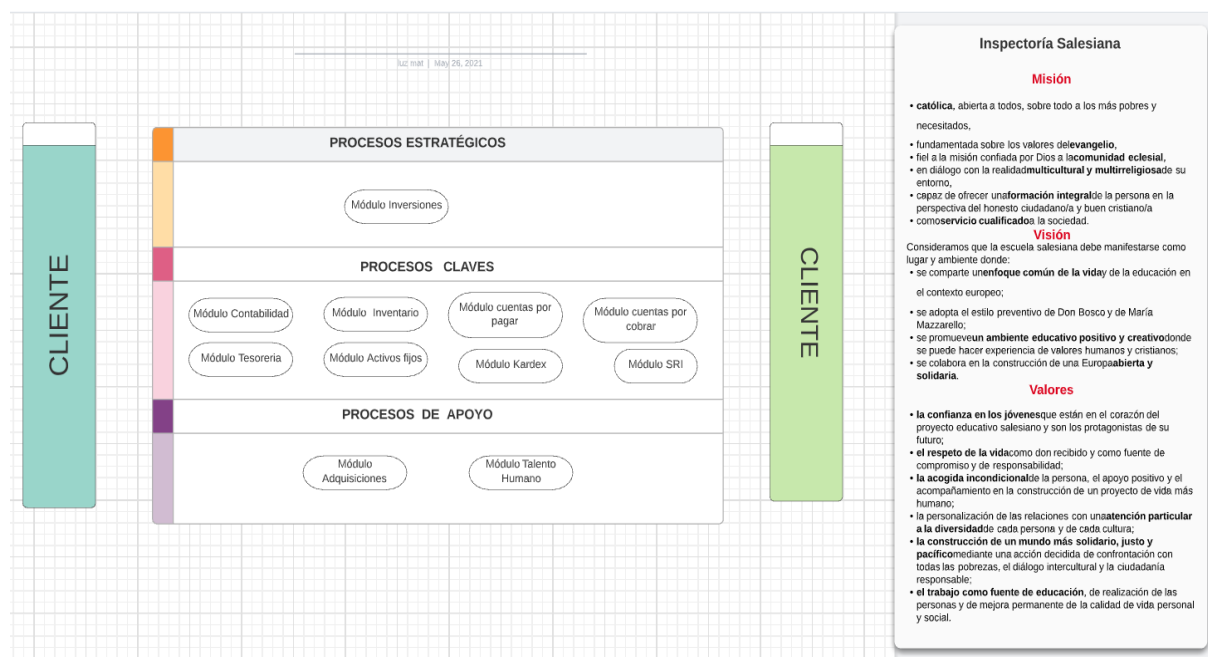 luz mat | May 26, 2021
CLIENTE
PROCESOS ESTRATÉGICOS
Módulo Inversiones
PROCESOS CLAVES
Módulo Contabilidad
Módulo Inventario
Módulo cuentas por
pagar
Módulo cuentas por
cobrar
Módulo Tesoreria
Módulo Activos fijos
Módulo Kardex
Módulo SRI
PROCESOS DE APOYO
Módulo
Adquisiciones
Módulo Talento
Humano
CLIENTE
Inspectoría Salesiana
Misión
• católica, abierta a todos, sobre todo a los más pobres y
necesitados,
• fundamentada sobre los valores delevangelio,
• fiel a la misión confiada por Dios a lacomunidad eclesial,
• en diálogo con la realidadmulticultural y multirreligiosade su
entorno,
• capaz de ofrecer unaformación integralde la persona en la
perspectiva del honesto ciudadano/a y buen cristiano/a
• comoservicio cualificadoa la sociedad.
Visión
Consideramos que la escuela salesiana debe manifestarse como
lugar y ambiente donde:
• se comparte unenfoque común de la viday de la educación en
el contexto europeo;
• se adopta el estilo preventivo de Don Bosco y de María
Mazzarello;
• se promueveun ambiente educativo positivo y creativodonde
se puede hacer experiencia de valores humanos y cristianos;
• se colabora en la construcción de una Europaabierta y
solidaria.
Valores
• la confianza en los jóvenesque están en el corazón del
proyecto educativo salesiano y son los protagonistas de su
futuro;
• el respeto de la vidacomo don recibido y como fuente de
compromiso y de responsabilidad;
• la acogida incondicionalde la persona, el apoyo positivo y el
acompañamiento en la construcción de un proyecto de vida más
humano;
• la personalización de las relaciones con unaatención particular
a la diversidadde cada persona y de cada cultura;
• la construcción de un mundo más solidario, justo y
pacíficomediante una acción decidida de confrontación con
todas las pobrezas, el diálogo intercultural y la ciudadanía
responsable;
• el trabajo como fuente de educación, de realización de las
personas y de mejora permanente de la calidad de vida personal
y social.